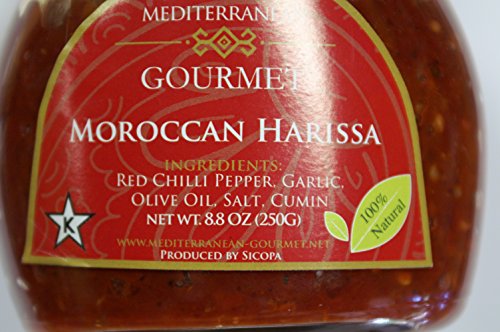 MEDITERRANEAN
GOURMET
MOROCCAN HARISSA
INGREDIENTS:
RED CHILLI PEPPER, GARLIC,
OLIVE OIL, SALT, CUMIN
NET WT. 8.8 OZ (250G)
K
100%
Natural
WWW.MEDITERRANEAN-GOURMET.NET
PRODUCED BY SICOPA